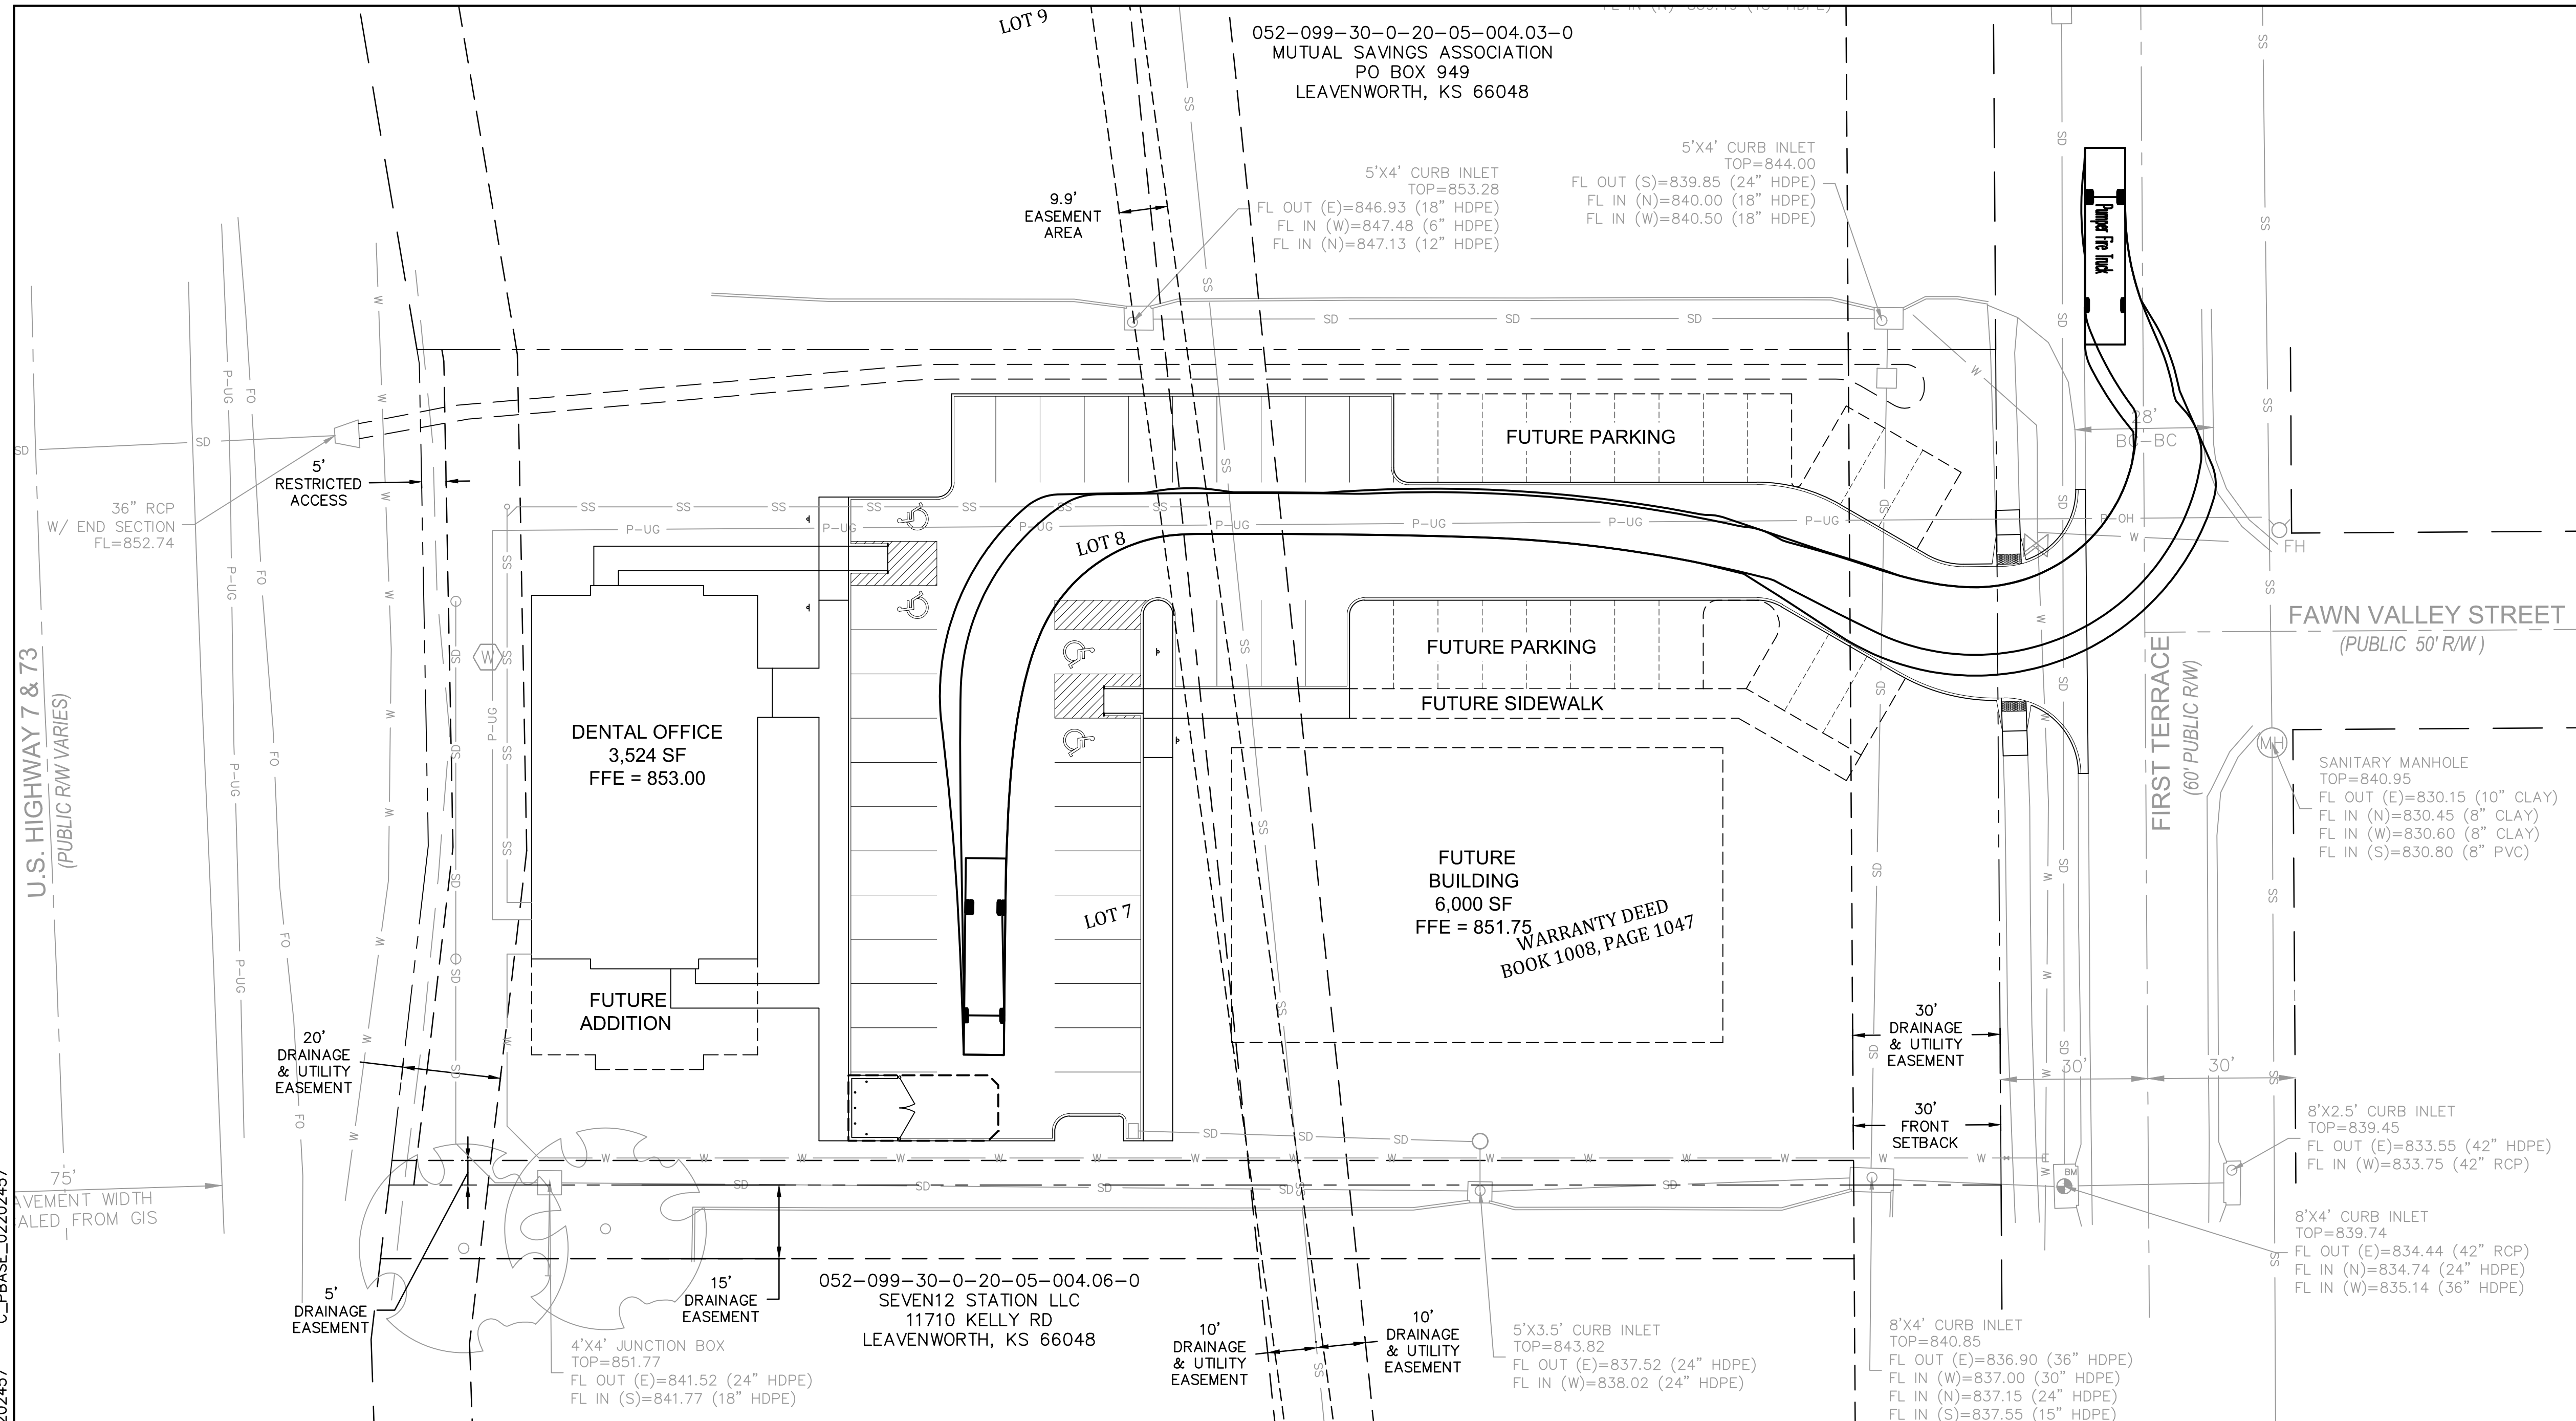 LOT 9
052-099-30-0-20-05-004.03-0
MUTUAL SAVINGS ASSOCIATION
PO BOX 949
LEAVENWORTH, KS 66048
5'X4' CURB INLET
TOP=853.28
FL OUT (E)=846.93 (18" HDPE)
FL IN (W)=847.48 (6" HDPE)
FL IN (N)=847.13 (12" HDPE)
5'X4' CURB INLET
TOP=844.00
FL OUT (S)=839.85 (24" HDPE)
FL IN (N)=840.00 (18" HDPE)
FL IN (W)=840.50 (18" HDPE)
9.9'
EASEMENT
AREA
Pumper Fire Truck
28'
BC-BC
FUTURE PARKING
5'
RESTRICTED
ACCESS
36" RCP
W/ END SECTION
FL=852.74
LOT 8
FH
FAWN VALLEY STREET
(PUBLIC 50' R/W)
FIRST TERRACE
(60' PUBLIC R/W)
U.S. HIGHWAY 7 & 73
(PUBLIC R/W VARIES)
FUTURE PARKING
FUTURE SIDEWALK
DENTAL OFFICE
3,524 SF
FFE = 853.00
MH
SANITARY MANHOLE
TOP=840.95
FL OUT (E)=830.15 (10" CLAY)
FL IN (N)=830.45 (8" CLAY)
FL IN (W)=830.60 (8" CLAY)
FL IN (S)=830.80 (8" PVC)
LOT 7
FUTURE
BUILDING
6,000 SF
FFE = 851.75
WARRANTY DEED
BOOK 1008, PAGE 1047
FUTURE
ADDITION
20'
DRAINAGE
& UTILITY
EASEMENT
30'
DRAINAGE
& UTILITY
EASEMENT
30'
30'
30'
FRONT
SETBACK
BM
8'X2.5' CURB INLET
TOP=839.45
FL OUT (E)=833.55 (42" HDPE)
FL IN (W)=833.75 (42" RCP)
8'X4' CURB INLET
TOP=839.74
FL OUT (E)=834.44 (42" RCP)
FL IN (N)=834.74 (24" HDPE)
FL IN (W)=835.14 (36" HDPE)
75'
AVEMENT WIDTH
ALED FROM GIS
5'
DRAINAGE
EASEMENT
15'
DRAINAGE
EASEMENT
052-099-30-0-20-05-004.06-0
SEVEN12 STATION LLC
11710 KELLY RD
LEAVENWORTH, KS 66048
4'X4' JUNCTION BOX
TOP=851.77
FL OUT (E)=841.52 (24" HDPE)
FL IN (S)=841.77 (18" HDPE)
10'
DRAINAGE
& UTILITY
EASEMENT
10'
DRAINAGE
& UTILITY
EASEMENT
5'X3.5' CURB INLET
TOP=843.82
FL OUT (E)=837.52 (24" HDPE)
FL IN (W)=838.02 (24" HDPE)
8'X4' CURB INLET
TOP=840.85
FL OUT (E)=836.90 (36" HDPE)
FL IN (W)=837.00 (30" HDPE)
FL IN (N)=837.15 (24" HDPE)
FL IN (S)=837.55 (15" HDPE)